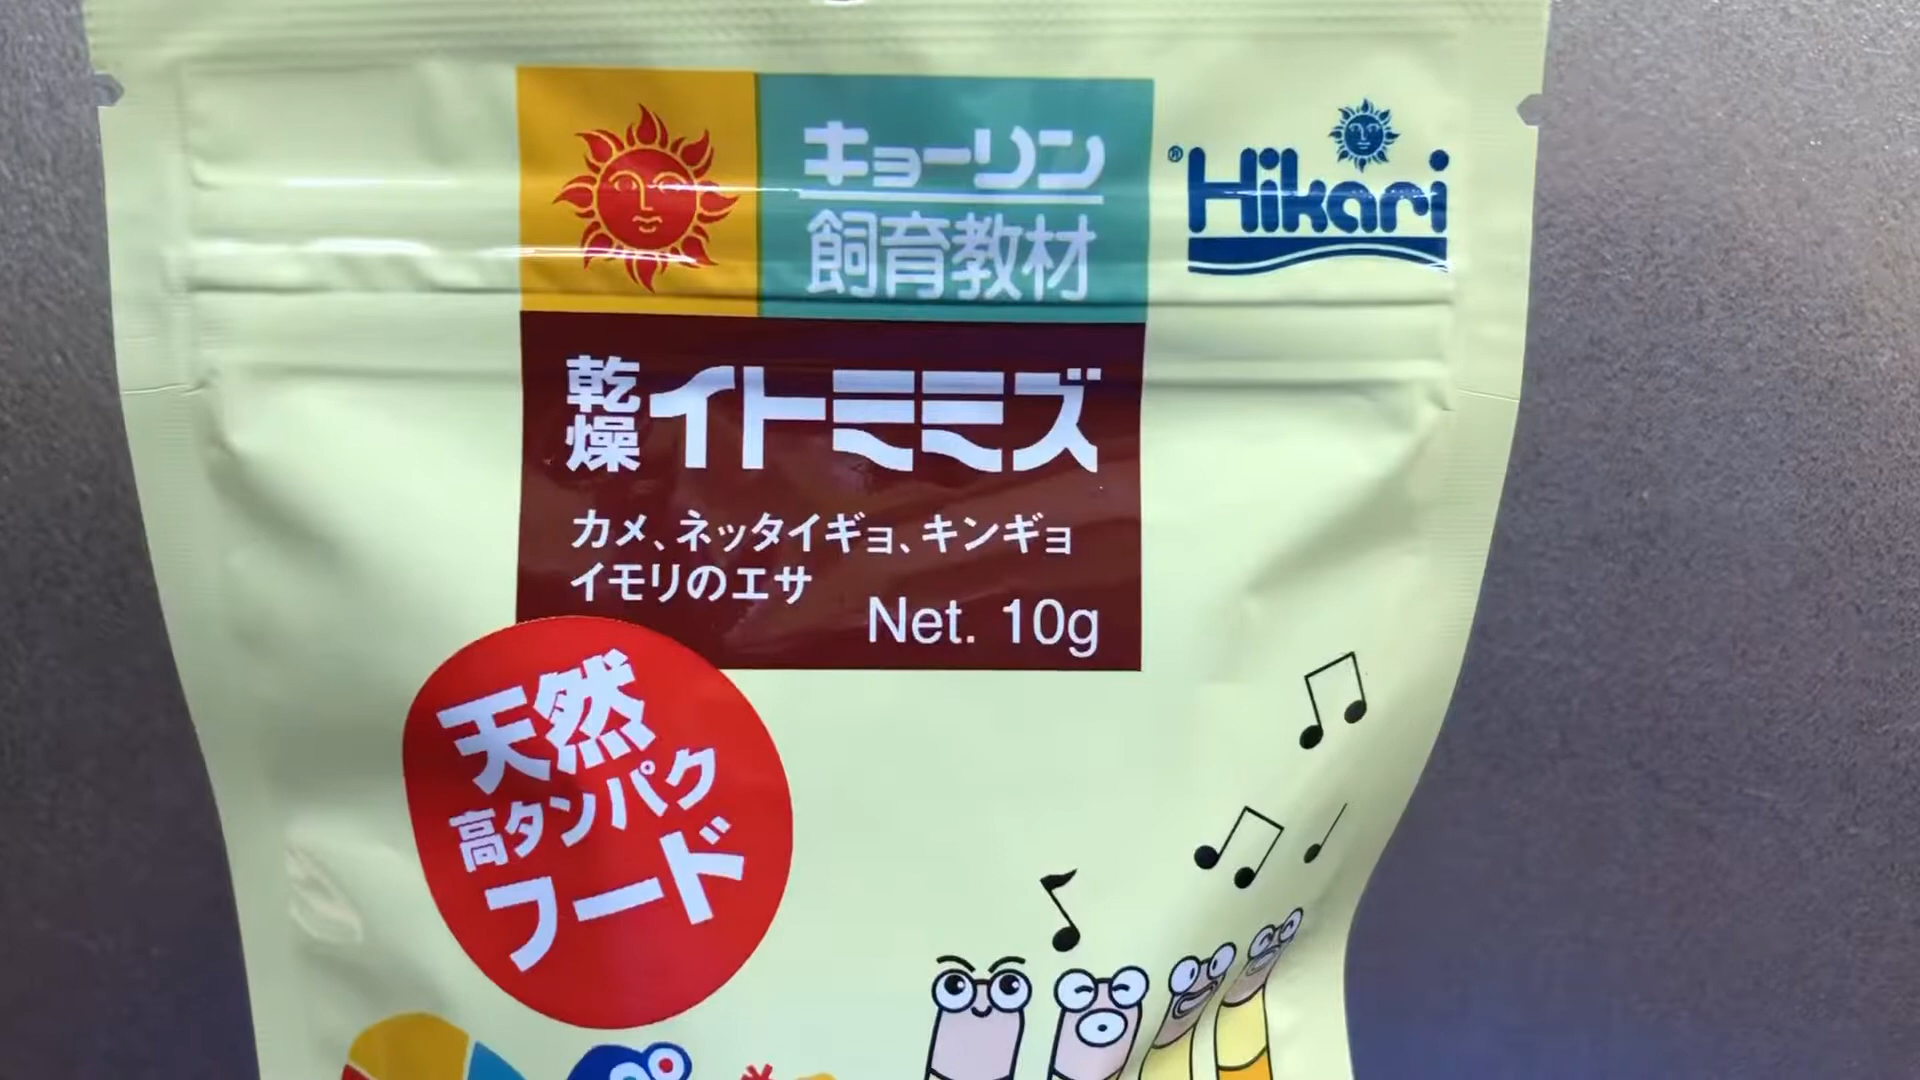 キョーリン
飼育教材
®Hikari
乾燥イトミミズ
カメ、ネッタイギョ、キンギョ
イモリのエサ
Net. 10g
天然
高タンパク
フード